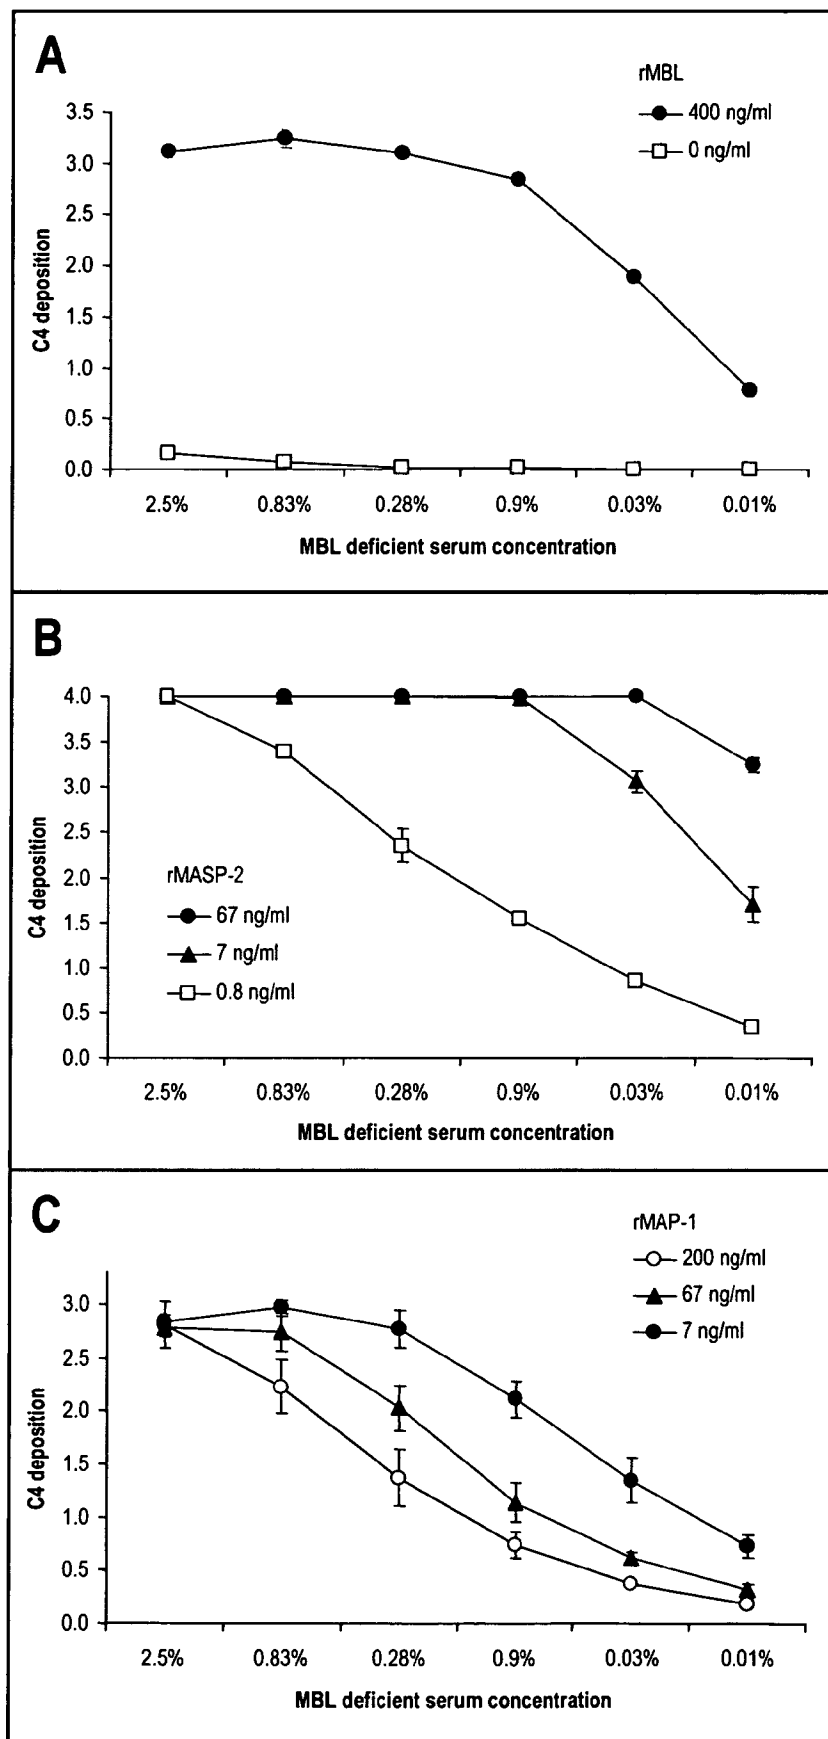 A
rMBL
400 ng/ml
0 ng/ml
3.5
3.0
2.5
2.0
1.5
1.0
0.5
0.0
C4 deposition
2.5% 0.83% 0.28% 0.9% 0.03% 0.01%
MBL deficient serum concentration
B
4.0
3.5
3.0
2.5
2.0
1.5
1.0
0.5
0.0
C4 deposition
rMASP-2
67 ng/ml
7 ng/ml
0.8 ng/ml
2.5% 0.83% 0.28% 0.9% 0.03% 0.01%
MBL deficient serum concentration
C
rMAP-1
200 ng/ml
67 ng/ml
7 ng/ml
3.0
2.5
2.0
1.5
1.0
0.5
0.0
C4 deposition
2.5% 0.83% 0.28% 0.9% 0.03% 0.01%
MBL deficient serum concentration